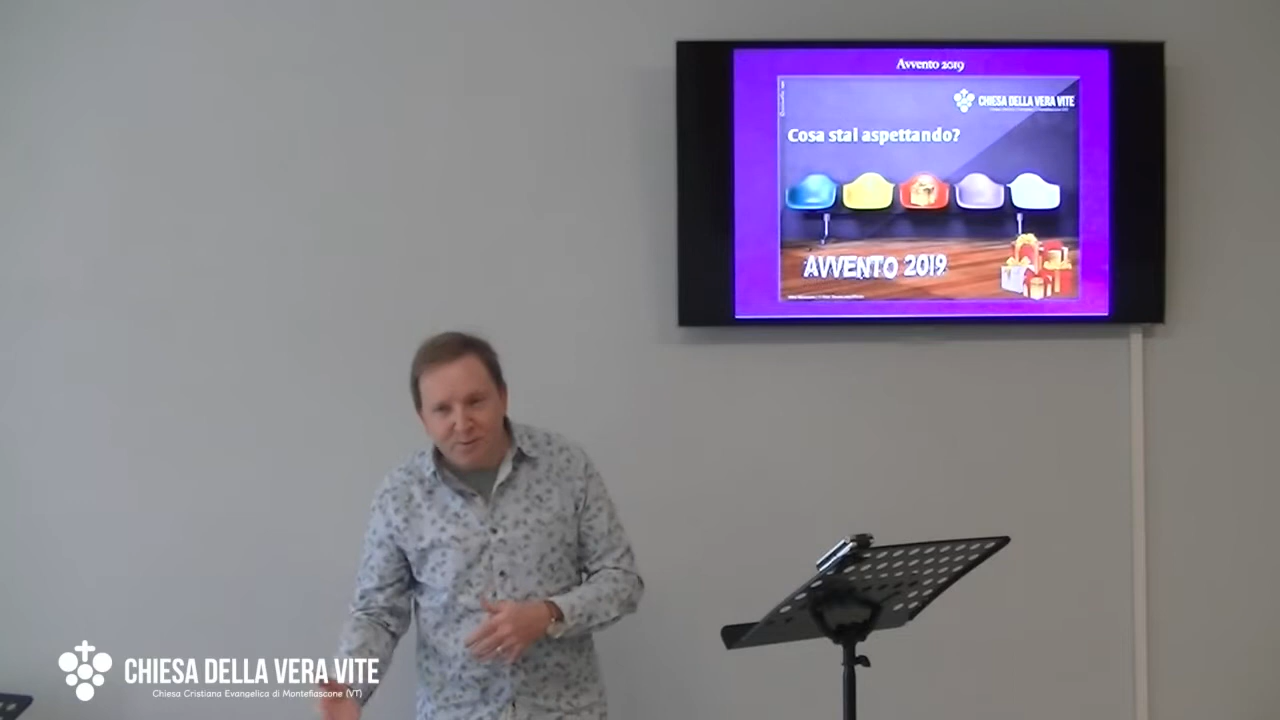 Avvento 2019
CHIESA DELLA VERA VITE
Cosa stai aspettando?
AVVENTO 2019
CHIESA DELLA VERA VITE
Chiesa Cristiana Evangelica di Montefiascone (VT)